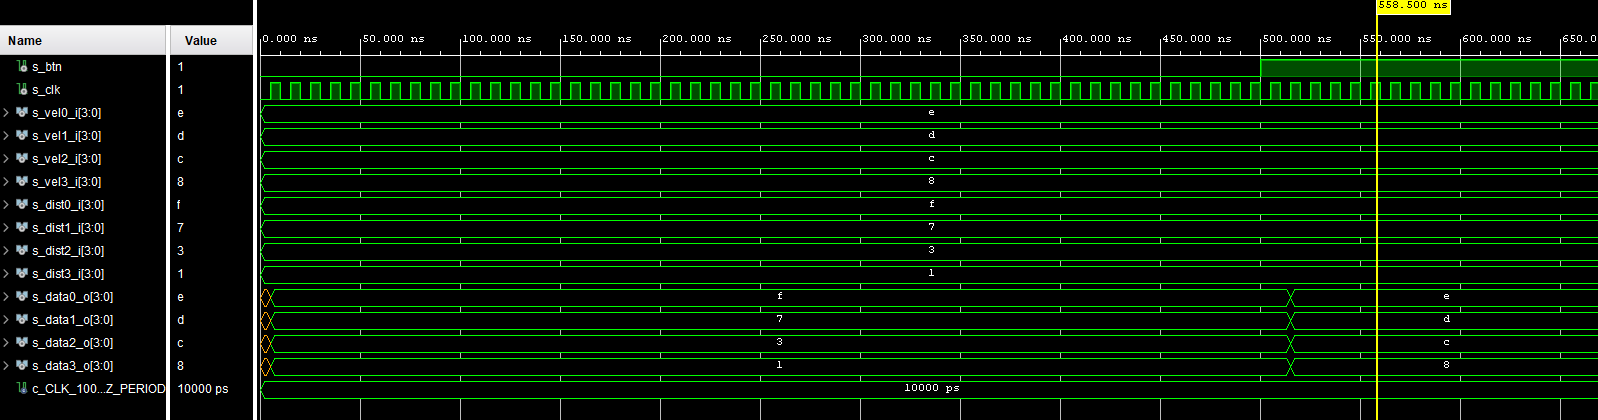 558.500 ns
Name Value
0.000 ns 50.000 ns 100.000 ns 150.000 ns 200.000 ns 250.000 ns 300.000 ns 350.000 ns 400.000 ns 450.000 ns 500.000 ns 550.000 ns 600.000 ns 650.0
s_btn 1
s_clk 1
s_vel0_i[3:0] e e
s_vel1_i[3:0] d d
s_vel2_i[3:0] c c
s_vel3_i[3:0] 8 8
s_dist0_i[3:0] f f
s_dist1_i[3:0] 7 7
s_dist2_i[3:0] 3 3
s_dist3_i[3:0] 1 1
s_data0_o[3:0] e f e
s_data1_o[3:0] d 7 d
s_data2_o[3:0] c 3 c
s_data3_o[3:0] 8 1 8
c_CLK_100...Z_PERIOD 10000 ps 10000 ps